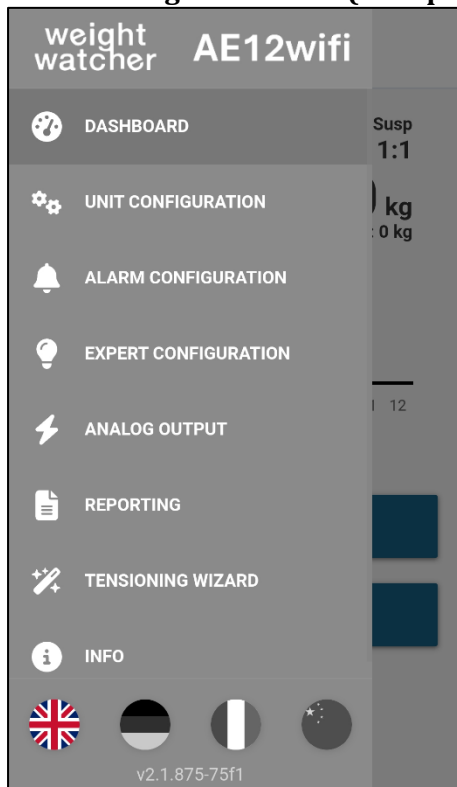 weight
watcher
AE12wifi
DASHBOARD
Susp
1:1
UNIT CONFIGURATION
kg
: 0 kg
ALARM CONFIGURATION
EXPERT CONFIGURATION
12
ANALOG OUTPUT
REPORTING
TENSIONING WIZARD
INFO
v2.1.875-75f1